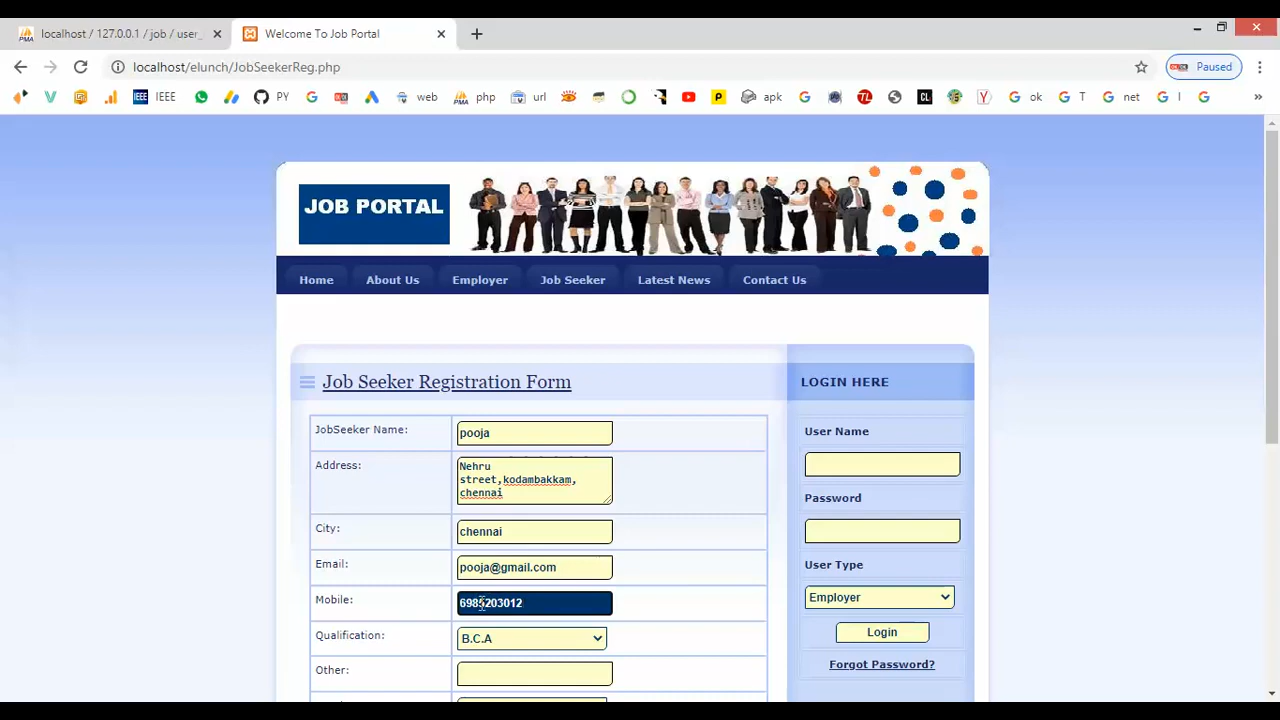 localhost / 127.0.0.1 / job / user_
Welcome To Job Portal
localhost/elunch/JobSeekerReg.php
Paused
IEEE
PY
web
php
url
apk
ok
T
net
I
JOB PORTAL
Home
About Us
Employer
Job Seeker
Latest News
Contact Us
Job Seeker Registration Form
JobSeeker Name:
pooja
Address:
Nehru
street,kodambakkam,
chennai
City:
chennai
Email:
pooja@gmail.com
Mobile:
6985203012
Qualification:
B.C.A
Other:
LOGIN HERE
User Name
Password
User Type
Employer
Login
Forgot Password?